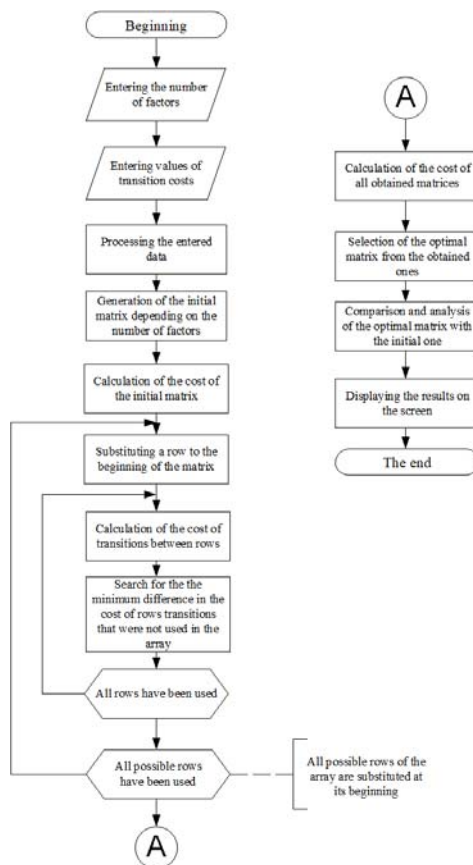 Beginning
Entering the number
of factors
Entering values of
transition costs
Processing the entered
data
Generation of the initial
matrix depending on the
number of factors
Calculation of the cost of
the initial matrix
Substituting a row to the
beginning of the matrix
Calculation of the cost of
transitions between rows
Search for the the
minimum difference in the
cost of rows transitions
that were not used in the
array
All rows have been used
All possible rows
have been used
All possible rows of the
array are substituted at
its beginning
A
A
Calculation of the cost of
all obtained matrices
Selection of the optimal
matrix from the obtained
ones
Comparison and analysis
of the optimal matrix with
the initial one
Displaying the results on
the screen
The end